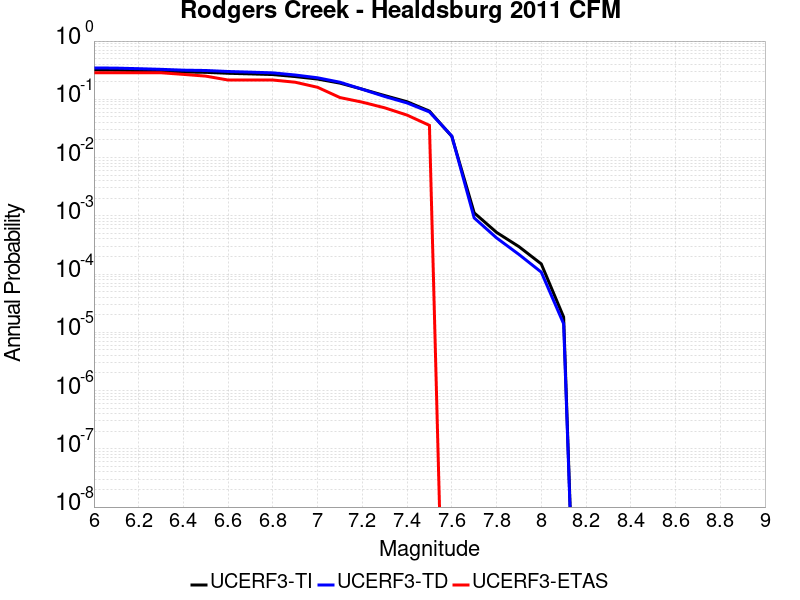 Rodgers Creek - Healdsburg 2011 CFM
Annual Probability
10^0
10^-1
10^-2
10^-3
10^-4
10^-5
10^-6
10^-7
10^-8
6 6.2 6.4 6.6 6.8 7 7.2 7.4 7.6 7.8 8 8.2 8.4 8.6 8.8 9
Magnitude
UCERF3-TI UCERF3-TD UCERF3-ETAS